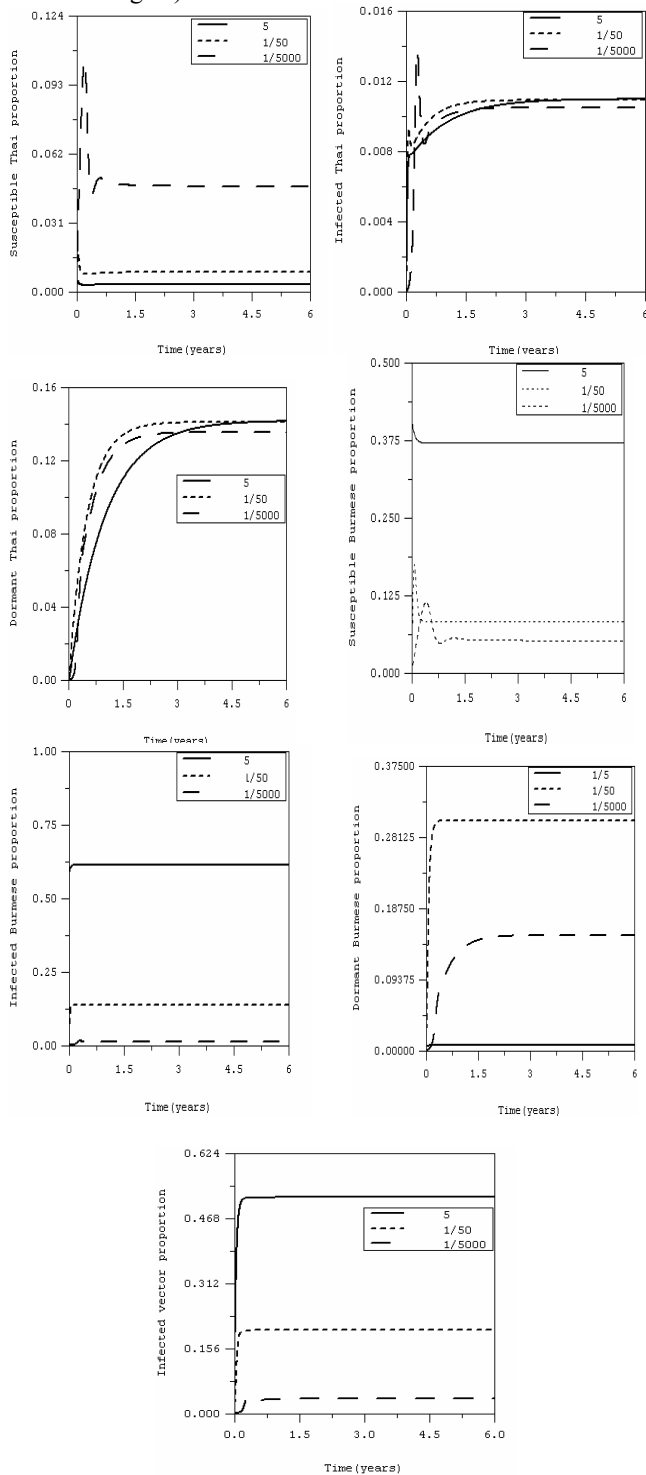 0.124
0.093
0.062
0.031
0.000
Susceptible Thai proportion
5
1/50
1/5000
0 1.5 3 4.5 6
Time(years)
0.016
0.012
0.008
0.004
0.000
Infected Thai proportion
5
1/50
1/5000
0 1.5 3 4.5 6
Time(years)
0.16
0.12
0.08
0.04
0.00
Dormant Thai proportion
5
1/50
1/5000
0 1.5 3 4.5 6
Time(years)
0.500
0.375
0.250
0.125
0.000
Susceptible Burmese proportion
5
1/50
1/5000
0 1.5 3 4.5 6
Time(years)
1.00
0.75
0.50
0.25
0.00
Infected Burmese proportion
5
1/50
1/5000
0 1.5 3 4.5 6
Time(years)
0.37500
0.28125
0.18750
0.09375
0.00000
Dormant Burmese proportion
1/5
1/50
1/5000
0 1.5 3 4.5 6
Time(years)
0.624
0.468
0.312
0.156
0.000
Infected vector proportion
5
1/50
1/5000
0.0 1.5 3.0 4.5 6.0
Time(years)